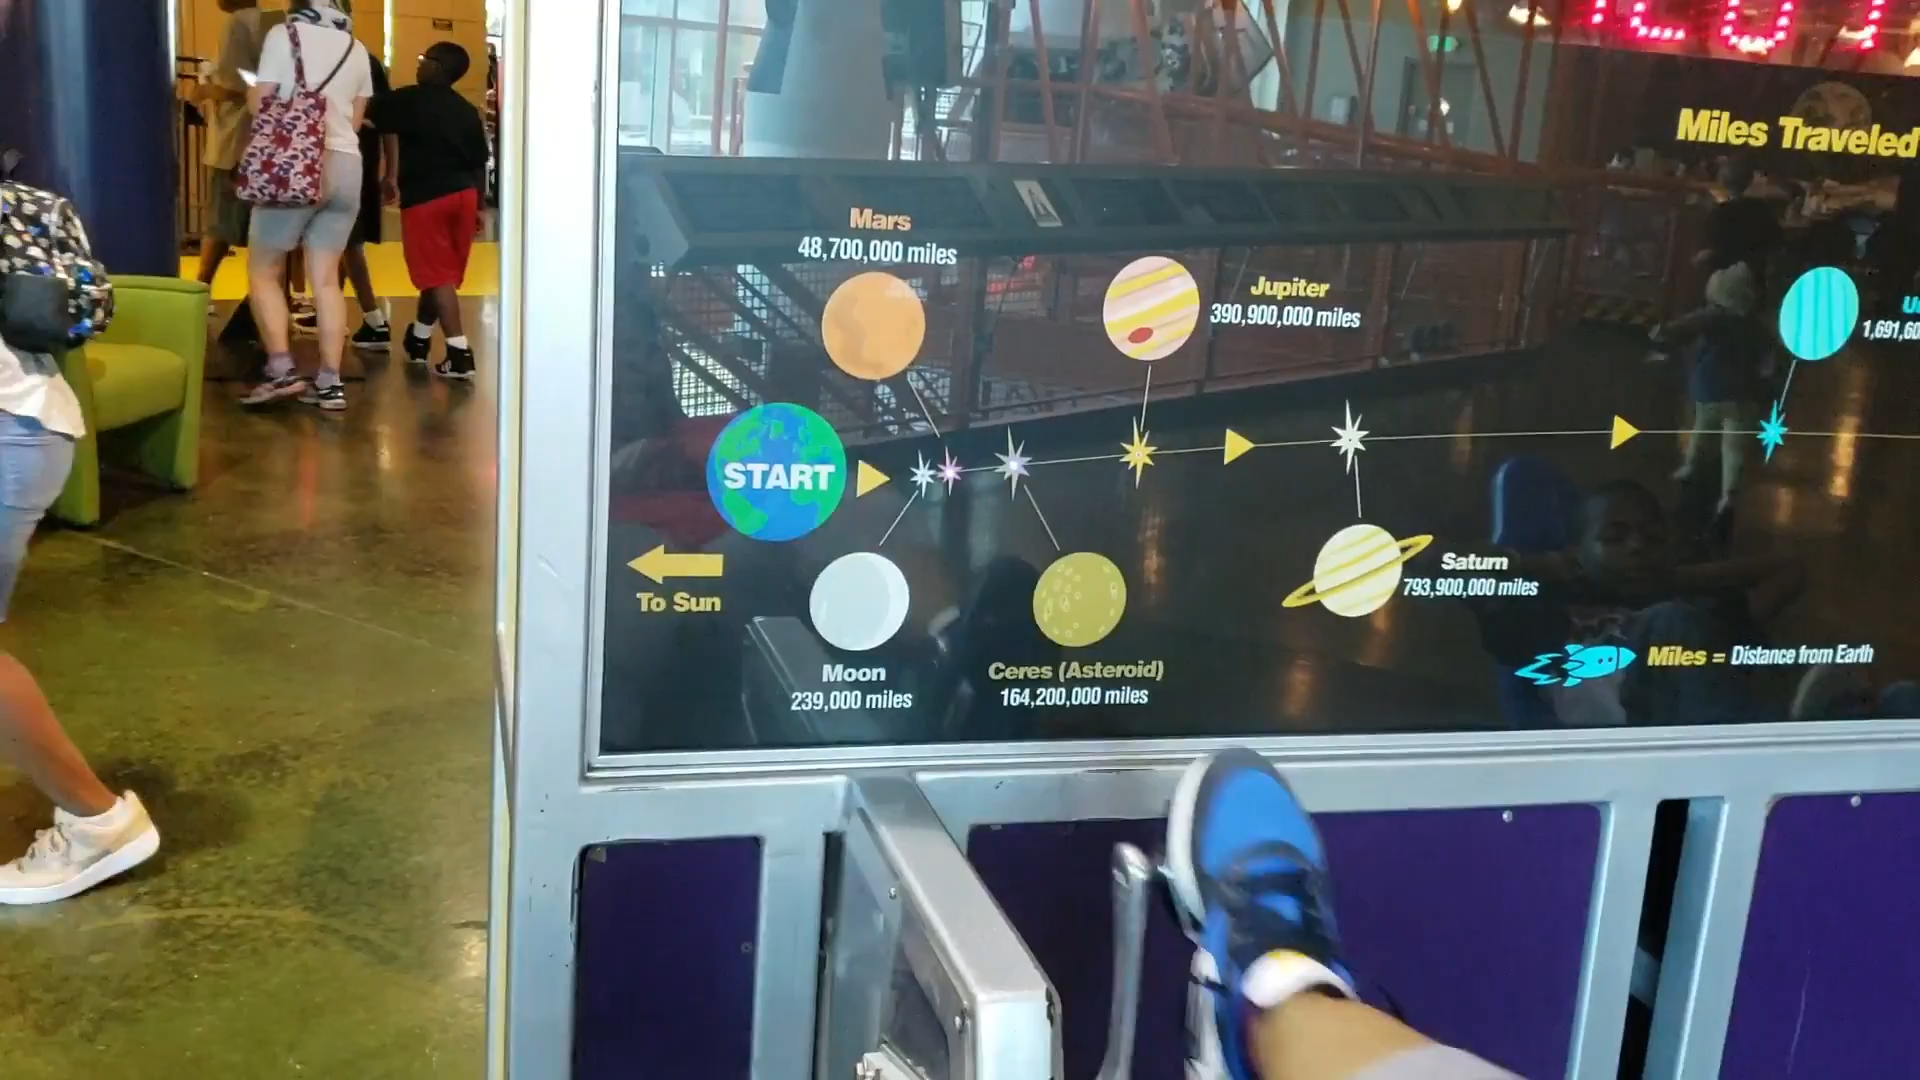 Miles Traveled
Mars
48,700,000 miles
Jupiter
390,900,000 miles
START
To Sun
Moon
239,000 miles
Ceres (Asteroid)
164,200,000 miles
Saturn
793,900,000 miles
Miles = Distance from Earth